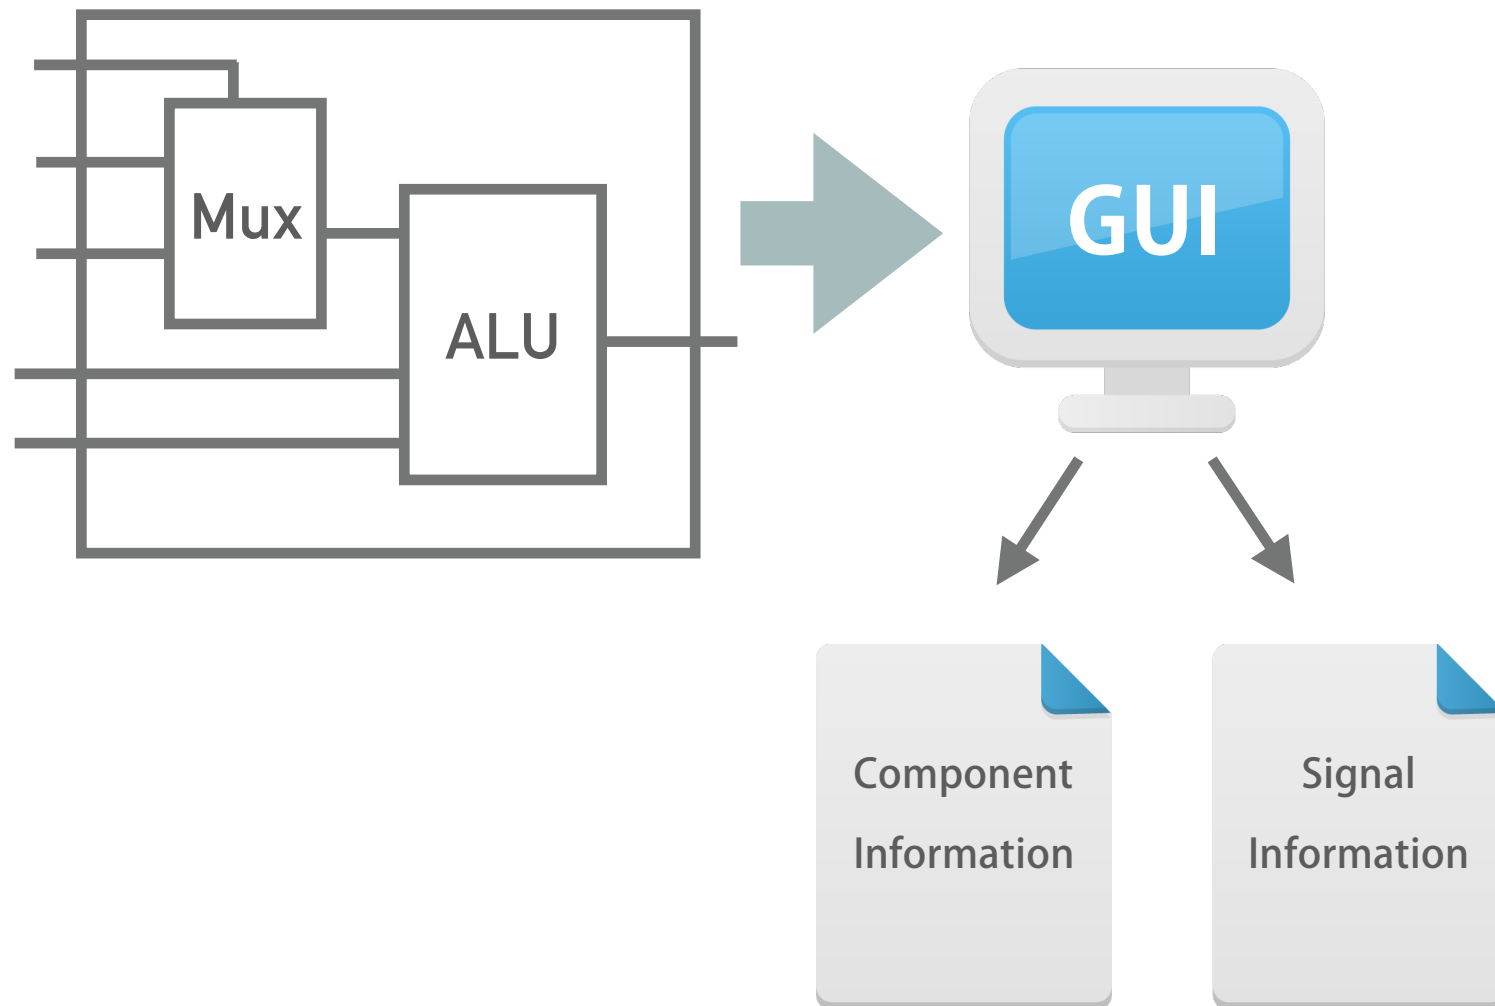 Mux
ALU
GUI
Component
Information
Signal
Information